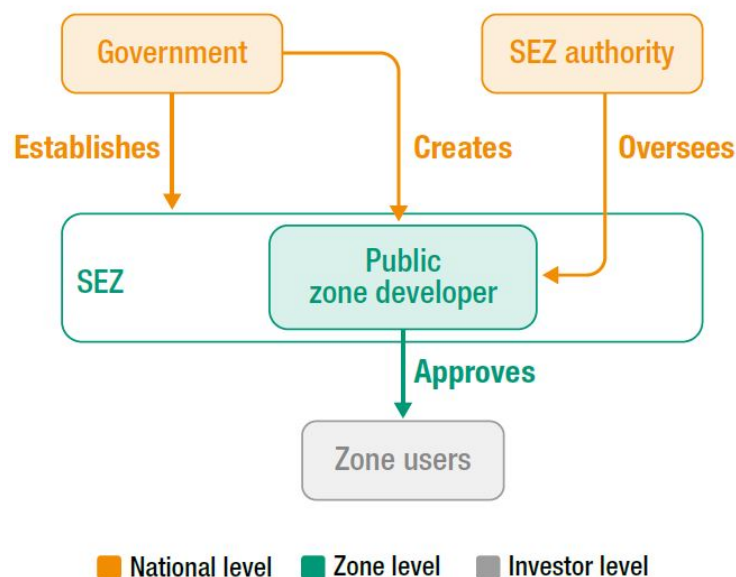 Government
SEZ authority
Establishes
Creates
Oversees
SEZ
Public
zone developer
Approves
Zone users
National level
Zone level
Investor level